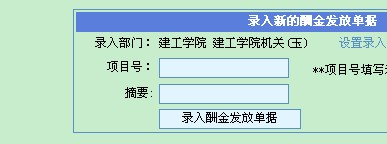 录入新的酬金发放单据
录入部门： 建工学院 建工学院机关(玉) 设置录入
项目号： **项目号填写
摘要:
录入酬金发放单据